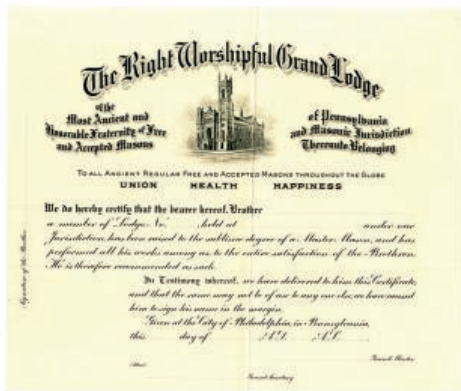 The Right Worshipful Grand Lodge
of the
Most Ancient and
Honorable Fraternity of Free
and Accepted Masons
of Pennsylvania
and Masonic Jurisdiction
Thereunto Belonging
TO ALL ANCIENT REGULAR FREE AND ACCEPTED MASONS THROUGHOUT THE GLOBE
UNION HEALTH HAPPINESS
We do hereby certify that the bearer hereof, Brother
a member of Lodge No. , held at under our
Jurisdiction, has been raised to the sublime degree of a Master Mason, and has
performed all his works among us to the entire satisfaction of the Brethren.
He is therefore recommended as such.
In Testimony whereof, we have delivered to him this Certificate,
and that the same may not be of use to any one else, we have caused
him to sign his name in the margin.
Given at the City of Philadelphia, in Pennsylvania,
this day of A.D. , A.L.
Grand Master
Attest
Grand Secretary
Signature of the Brother